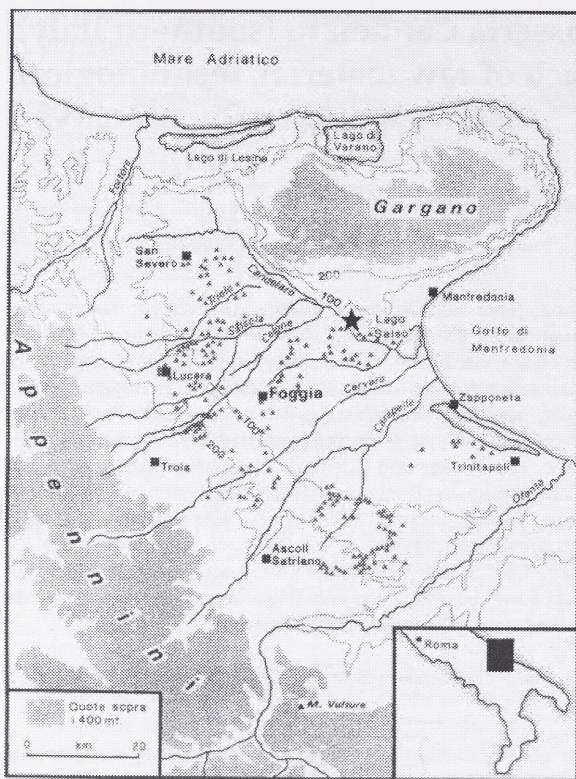 Mare Adriatico
Lago di Lesina
Lago di
Varano
Fortore
Gargano
San
Severo
Candelaro
Triolo
200
100
Manfredonia
Salsola
Celone
Lago
Salso
Golfo di
Manfredonia
Lucera
Foggia
Cervaro
Carapelle
Zapponeta
Appennini
100
200
Troia
Trinitapoli
Ofanto
Ascoli
Satriano
Roma
M. Vulture
Quote sopra
i 400 mt.
0 km 20